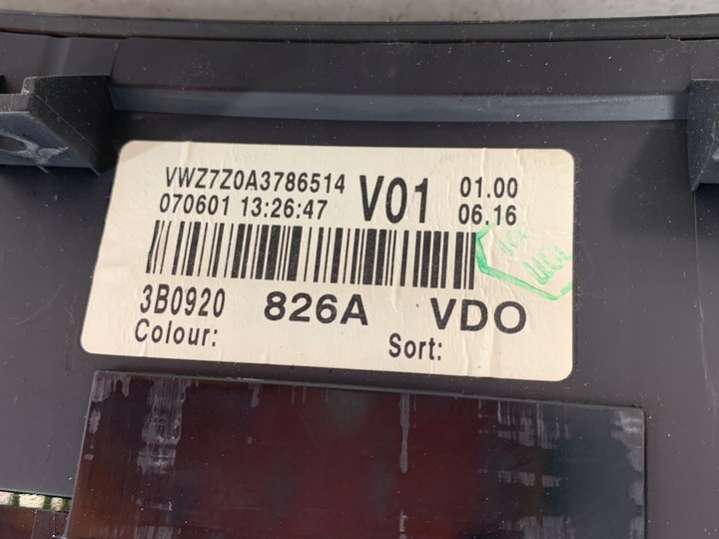 VWZ7Z0A3786514 V01 01.00
070601 13:26:47 06.16
3B0920 826A VDO
Colour: Sort: